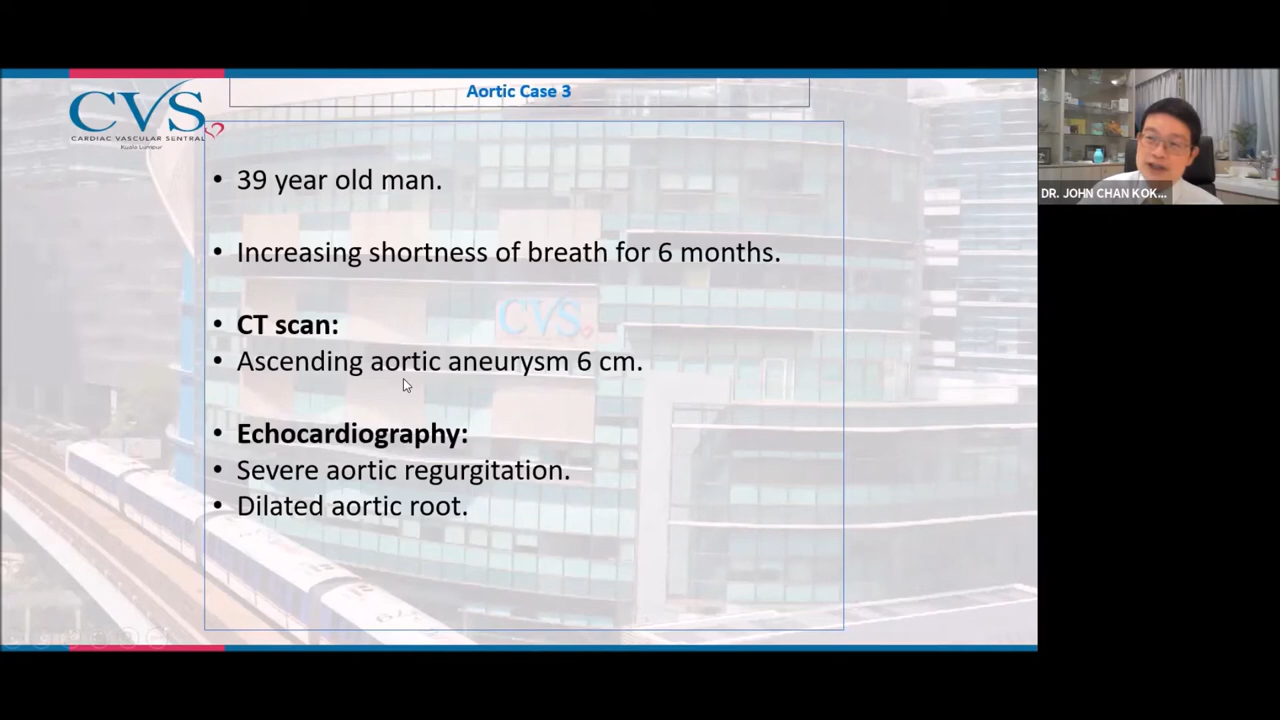 Aortic Case 3
CVS
CARDIAC VASCULAR SENTRAL
Kuala Lumpur
• 39 year old man.
• Increasing shortness of breath for 6 months.
• CT scan:
• Ascending aortic aneurysm 6 cm.
• Echocardiography:
• Severe aortic regurgitation.
• Dilated aortic root.
CVS
DR. JOHN CHAN KOK...